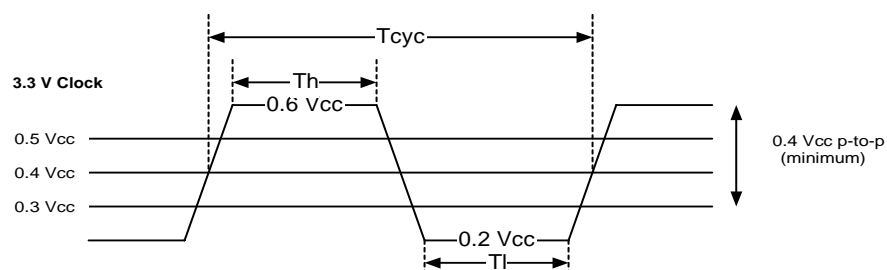 Tcyc
Th
3.3 V Clock
0.6 Vcc
0.5 Vcc
0.4 Vcc p-to-p
(minimum)
0.4 Vcc
0.3 Vcc
0.2 Vcc
Tl